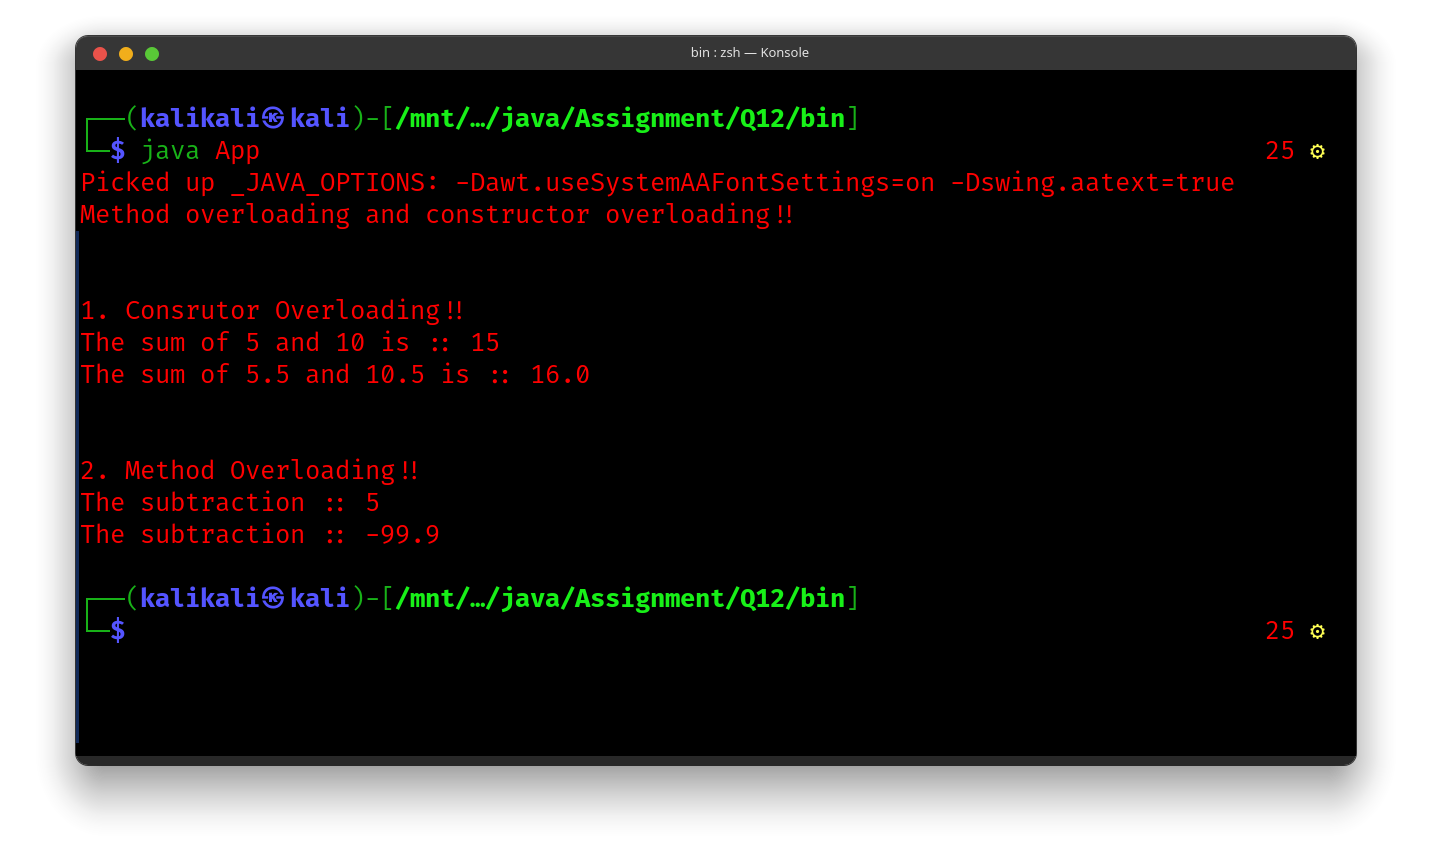 bin : zsh — Konsole
┌──(kalikali㉿kali)-[/mnt/…/java/Assignment/Q12/bin]
└─$ java App 25 ⚙
Picked up _JAVA_OPTIONS: -Dawt.useSystemAAFontSettings=on -Dswing.aatext=true
Method overloading and constructor overloading!!
1. Consrutor Overloading!!
The sum of 5 and 10 is :: 15
The sum of 5.5 and 10.5 is :: 16.0
2. Method Overloading!!
The subtraction :: 5
The subtraction :: -99.9
┌──(kalikali㉿kali)-[/mnt/…/java/Assignment/Q12/bin]
└─$ 25 ⚙